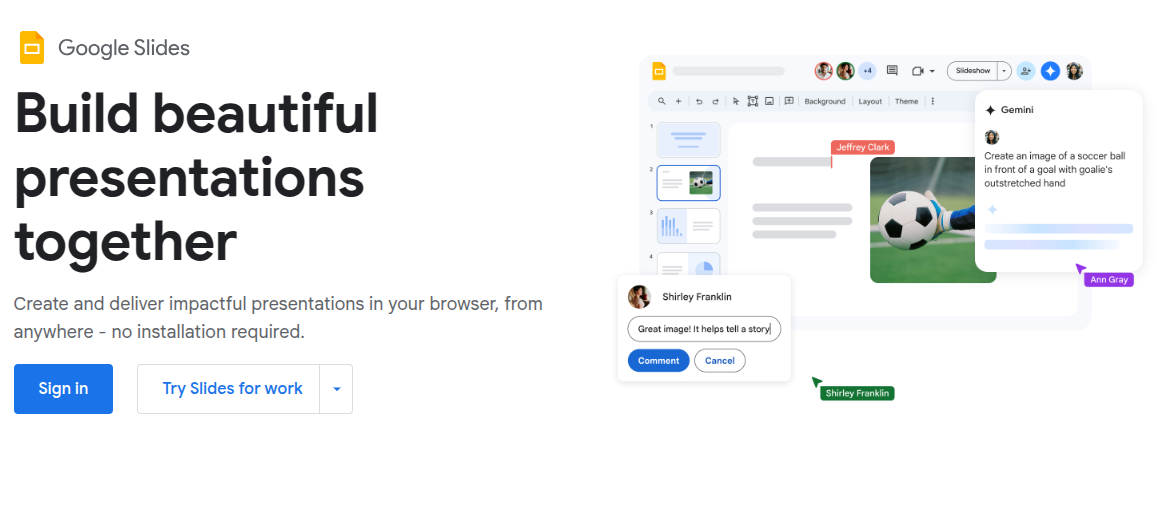 Google Slides
Build beautiful
presentations
together
Create and deliver impactful presentations in your browser, from
anywhere - no installation required.
Sign in
Try Slides for work
+4
Slideshow
Background
Layout
Theme
1
2
3
4
Jeffrey Clark
Gemini
Create an image of a soccer ball
in front of a goal with goalie's
outstretched hand
Ann Gray
Shirley Franklin
Great image! It helps tell a story
Comment
Cancel
Shirley Franklin